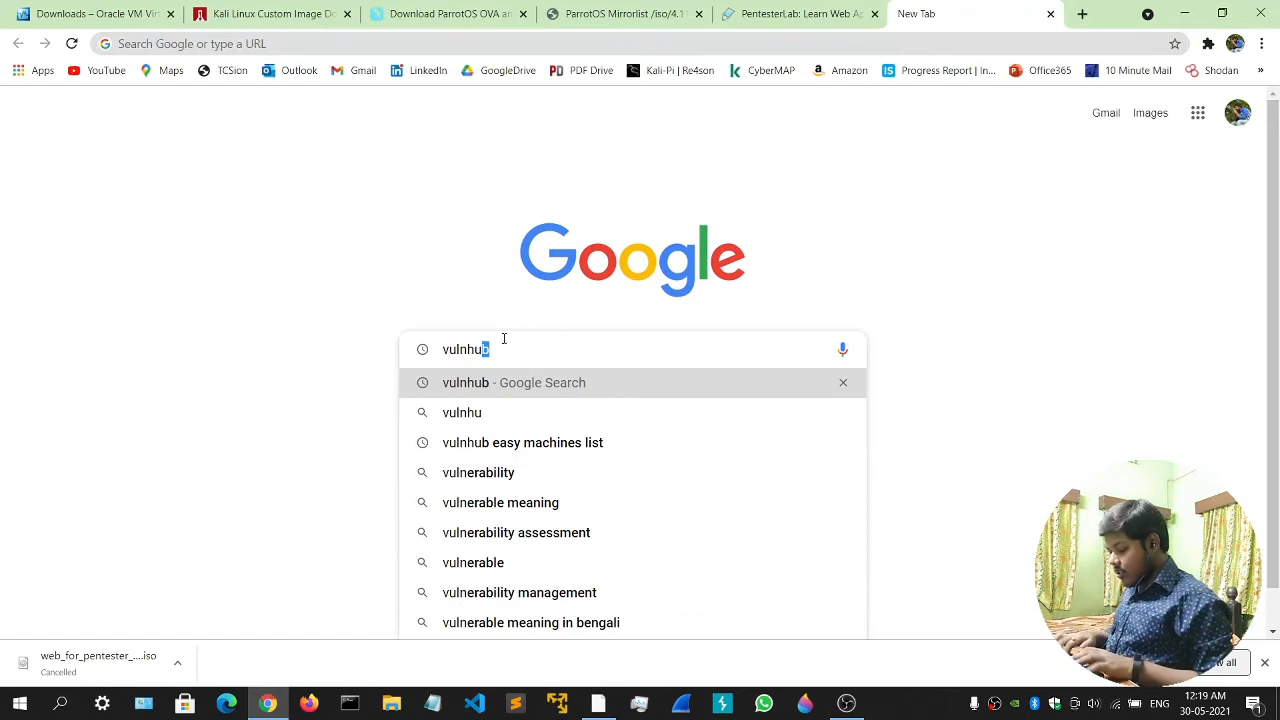 Downloads – Oracle VM Virt
Kali Linux Custom Image Do
Download ParrotOS OVA an
ParrotOS Mirrorlist /iso/4.1
PentesterLab: Learn Web Ap
New Tab
Search Google or type a URL
Apps
YouTube
Maps
TCSion
Outlook
Gmail
LinkedIn
GoogleDrive
PDF Drive
Kali-Pi | Re4son
CyberMAP
Amazon
Progress Report | In...
Office365
10 Minute Mail
Shodan
»
Gmail Images
Google
vulnhub
vulnhub - Google Search
vulnhu
vulnhub easy machines list
vulnerability
vulnerable meaning
vulnerability assessment
vulnerable
vulnerability management
vulnerable meaning in bengali
web_for_pentester_....iso
Cancelled
all
ENG
12:19 AM
30-05-2021